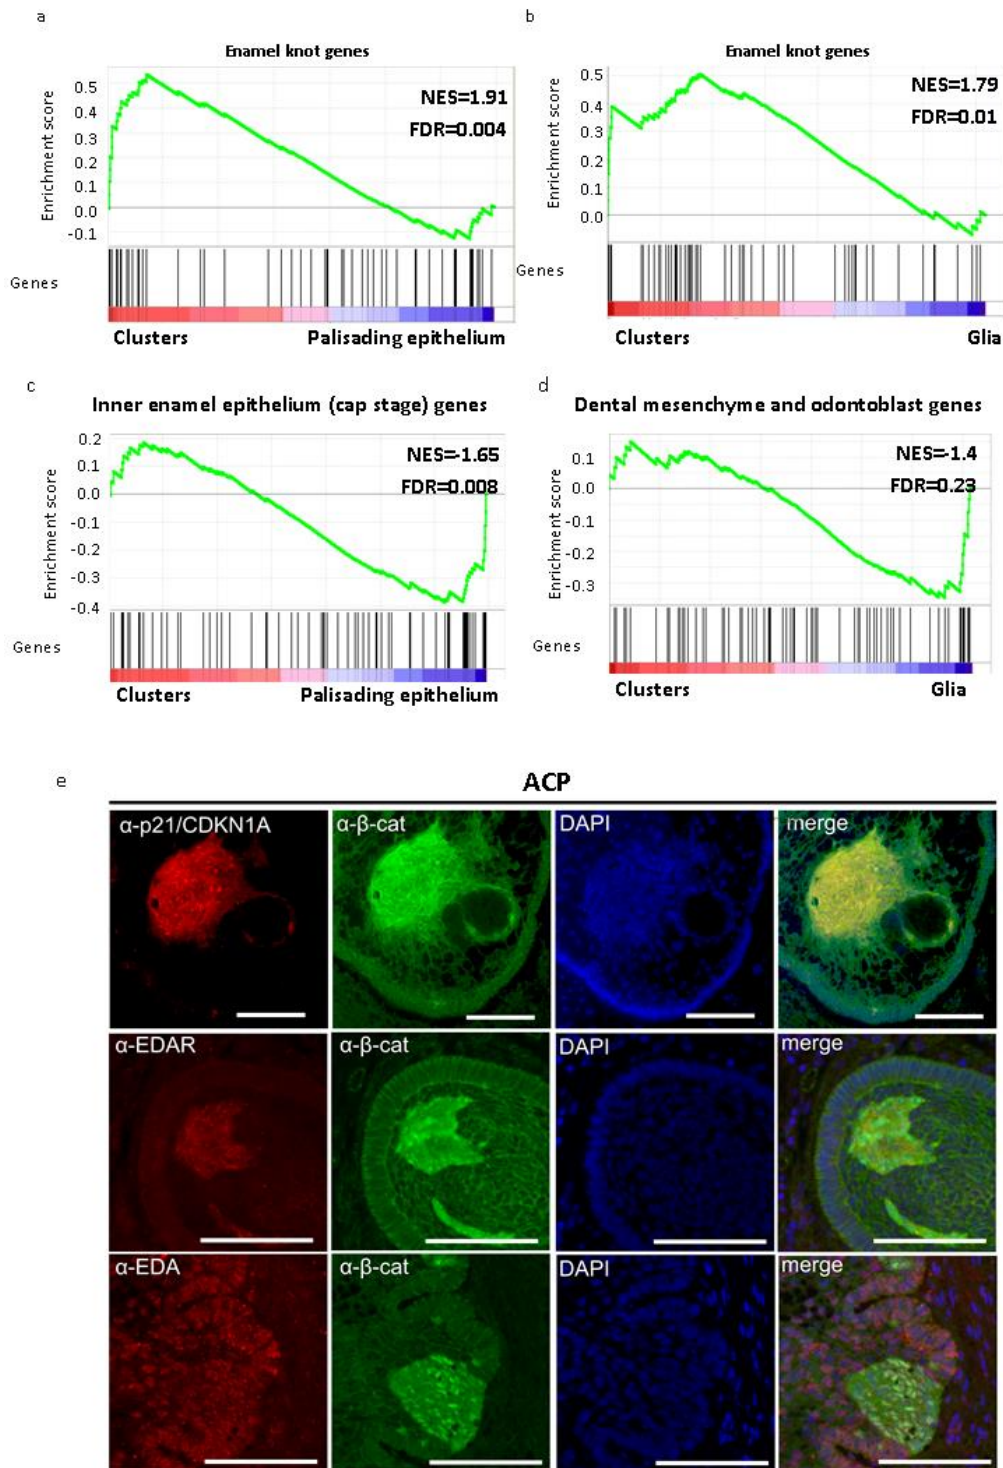 a
Enamel knot genes
Enrichment score
0.5
0.4
0.3
0.2
0.1
0.0
-0.1
NES=1.91
FDR=0.004
Genes
Clusters Palisading epithelium
b
Enamel knot genes
Enrichment score
0.5
0.4
0.3
0.2
0.1
0.0
NES=1.79
FDR=0.01
Genes
Clusters Glia
c
Inner enamel epithelium (cap stage) genes
Enrichment score
0.2
0.1
0.0
-0.1
-0.2
-0.3
-0.4
NES=-1.65
FDR=0.008
Genes
Clusters Palisading epithelium
d
Dental mesenchyme and odontoblast genes
Enrichment score
0.1
0.0
-0.1
-0.2
-0.3
NES=-1.4
FDR=0.23
Genes
Clusters Glia
e
ACP
α-p21/CDKN1A α-β-cat DAPI merge
α-EDAR α-β-cat DAPI merge
α-EDA α-β-cat DAPI merge